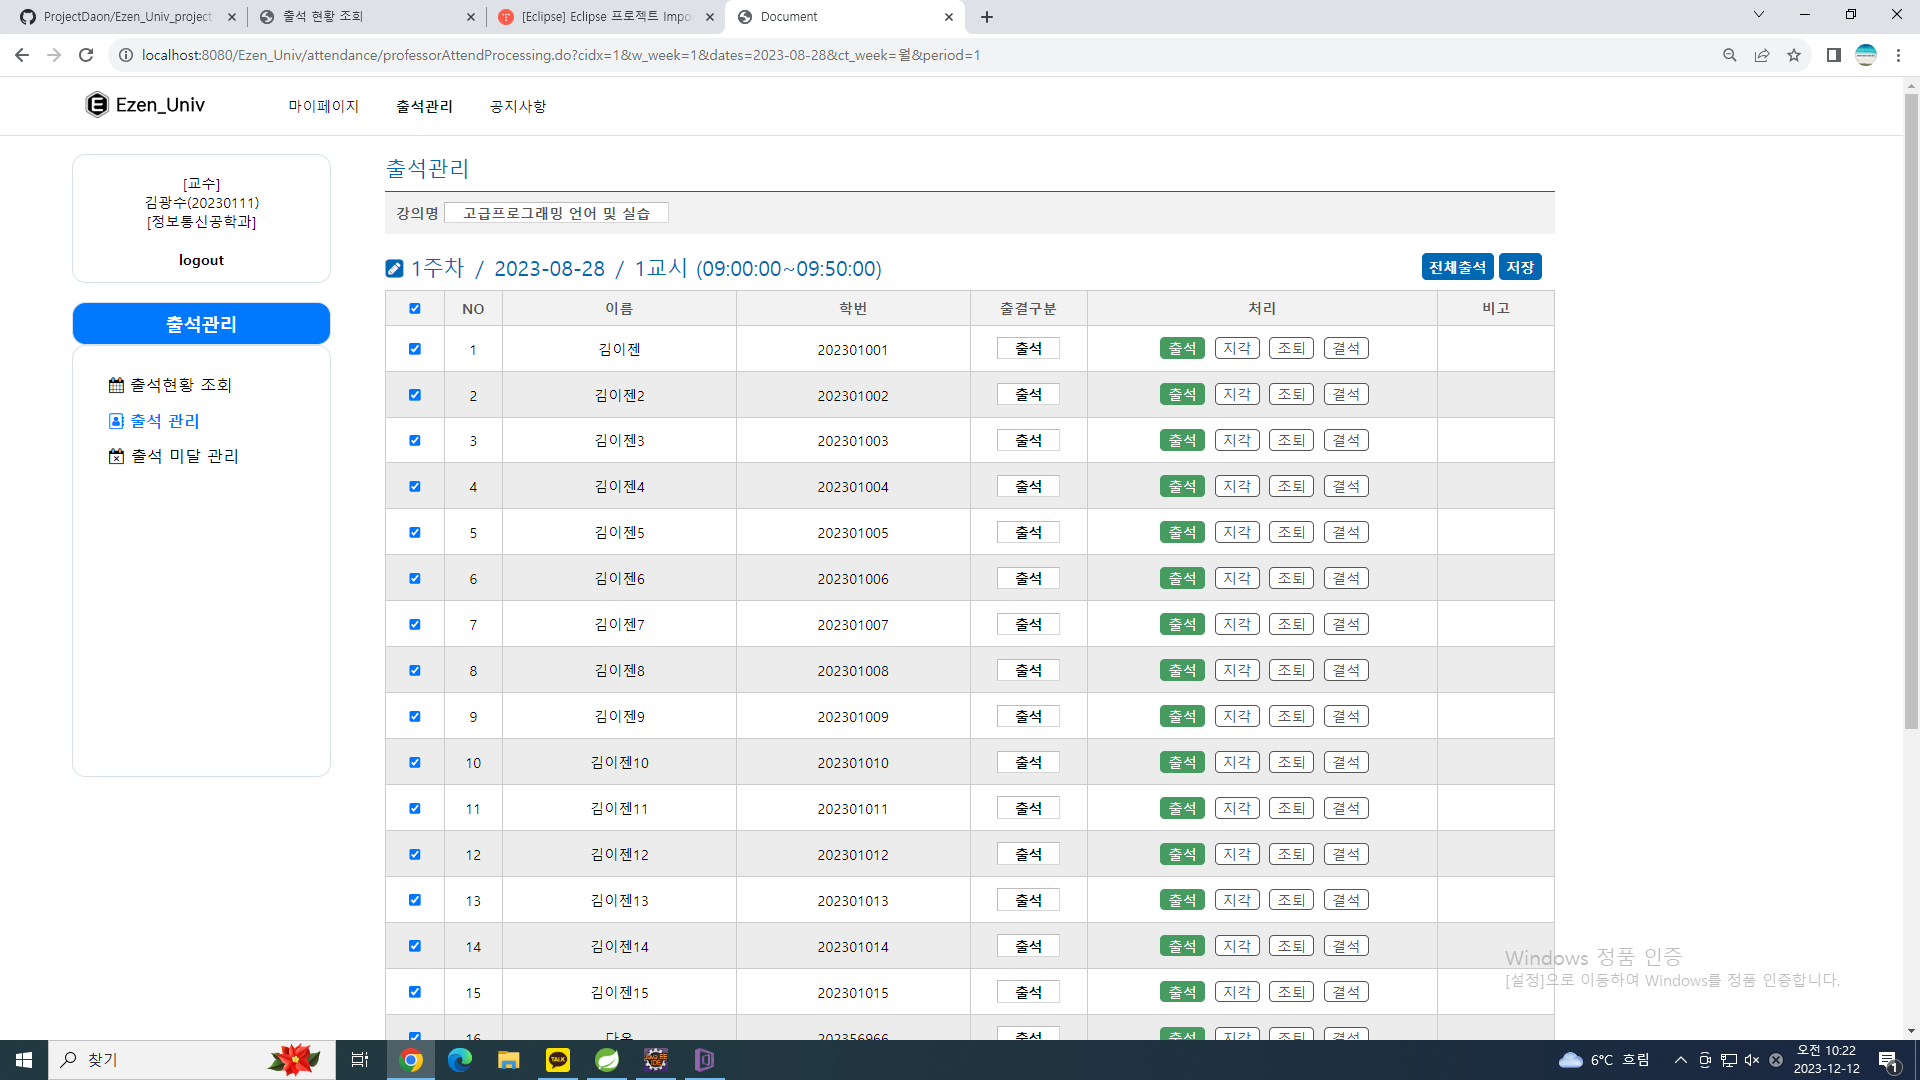 ProjectDaon/Ezen_Univ_project
출석 현황 조회
[Eclipse] Eclipse 프로젝트 Impo
Document
localhost:8080/Ezen_Univ/attendance/professorAttendProcessing.do?cidx=1&w_week=1&dates=2023-08-28&ct_week=월&period=1
Ezen_Univ 마이페이지 출석관리 공지사항
[교수]
김광수(20230111)
[정보통신공학과]
logout
출석관리
출석현황 조회
출석 관리
출석 미달 관리
출석관리
강의명 고급프로그래밍 언어 및 실습
1주차 / 2023-08-28 / 1교시 (09:00:00~09:50:00) 전체출석 저장
NO 이름 학번 출결구분 처리 비고
1 김이젠 202301001 출석 출석 지각 조퇴 결석
2 김이젠2 202301002 출석 출석 지각 조퇴 결석
3 김이젠3 202301003 출석 출석 지각 조퇴 결석
4 김이젠4 202301004 출석 출석 지각 조퇴 결석
5 김이젠5 202301005 출석 출석 지각 조퇴 결석
6 김이젠6 202301006 출석 출석 지각 조퇴 결석
7 김이젠7 202301007 출석 출석 지각 조퇴 결석
8 김이젠8 202301008 출석 출석 지각 조퇴 결석
9 김이젠9 202301009 출석 출석 지각 조퇴 결석
10 김이젠10 202301010 출석 출석 지각 조퇴 결석
11 김이젠11 202301011 출석 출석 지각 조퇴 결석
12 김이젠12 202301012 출석 출석 지각 조퇴 결석
13 김이젠13 202301013 출석 출석 지각 조퇴 결석
14 김이젠14 202301014 출석 출석 지각 조퇴 결석
15 김이젠15 202301015 출석 출석 지각 조퇴 결석
16 202356966 출석 출석 지각 조퇴 결석
Windows 정품 인증
[설정]으로 이동하여 Windows를 정품 인증합니다.
찾기
TALK
6°C 흐림
오전 10:22
2023-12-12
1